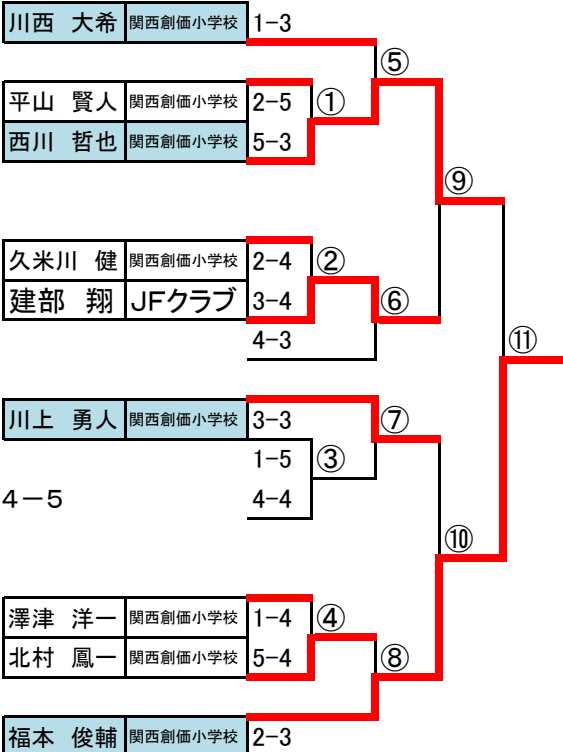 川西 大希 関西創価小学校 1-3
⑤
平山 賢人 関西創価小学校 2-5 ①
西川 哲也 関西創価小学校 5-3
⑨
久米川 健 関西創価小学校 2-4 ②
建部 翔 JFクラブ 3-4 ⑥
4-3 ⑪
川上 勇人 関西創価小学校 3-3 ⑦
1-5 ③
4-5 4-4
⑩
澤津 洋一 関西創価小学校 1-4 ④
北村 鳳一 関西創価小学校 5-4 ⑧
福本 俊輔 関西創価小学校 2-3